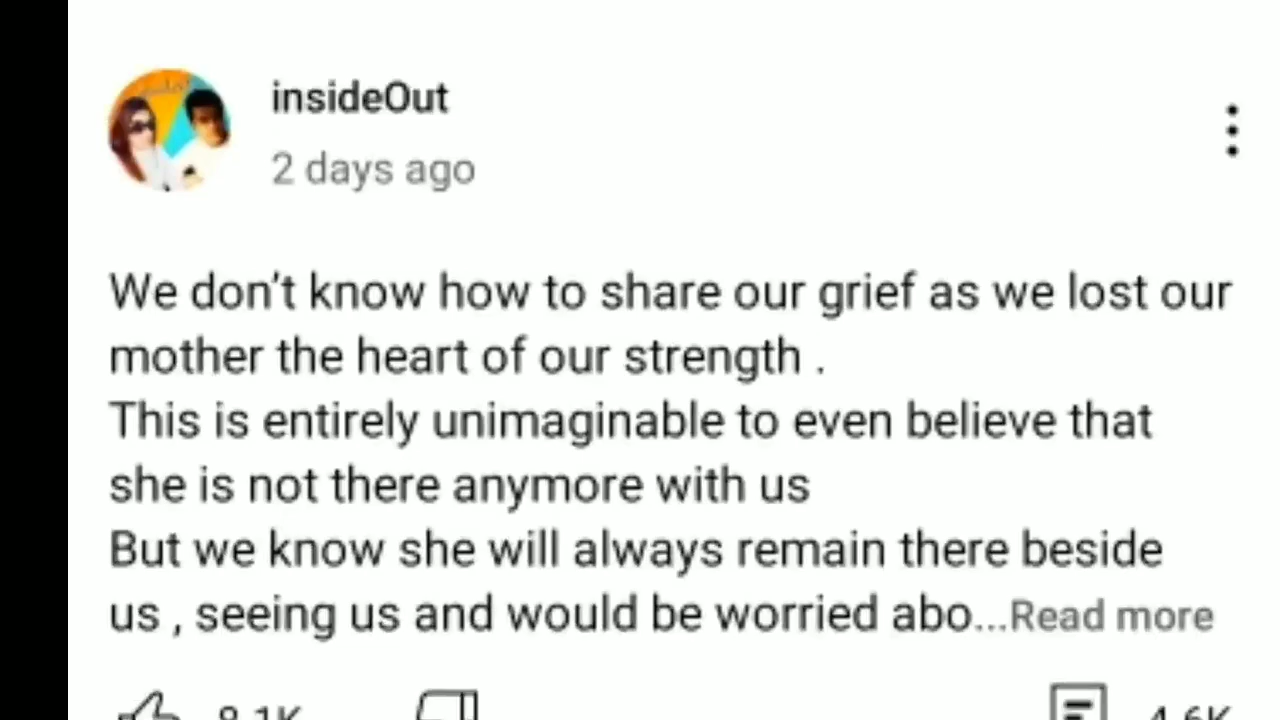 insideOut
2 days ago
We don't know how to share our grief as we lost our
mother the heart of our strength .
This is entirely unimaginable to even believe that
she is not there anymore with us
But we know she will always remain there beside
us , seeing us and would be worried abo...Read more